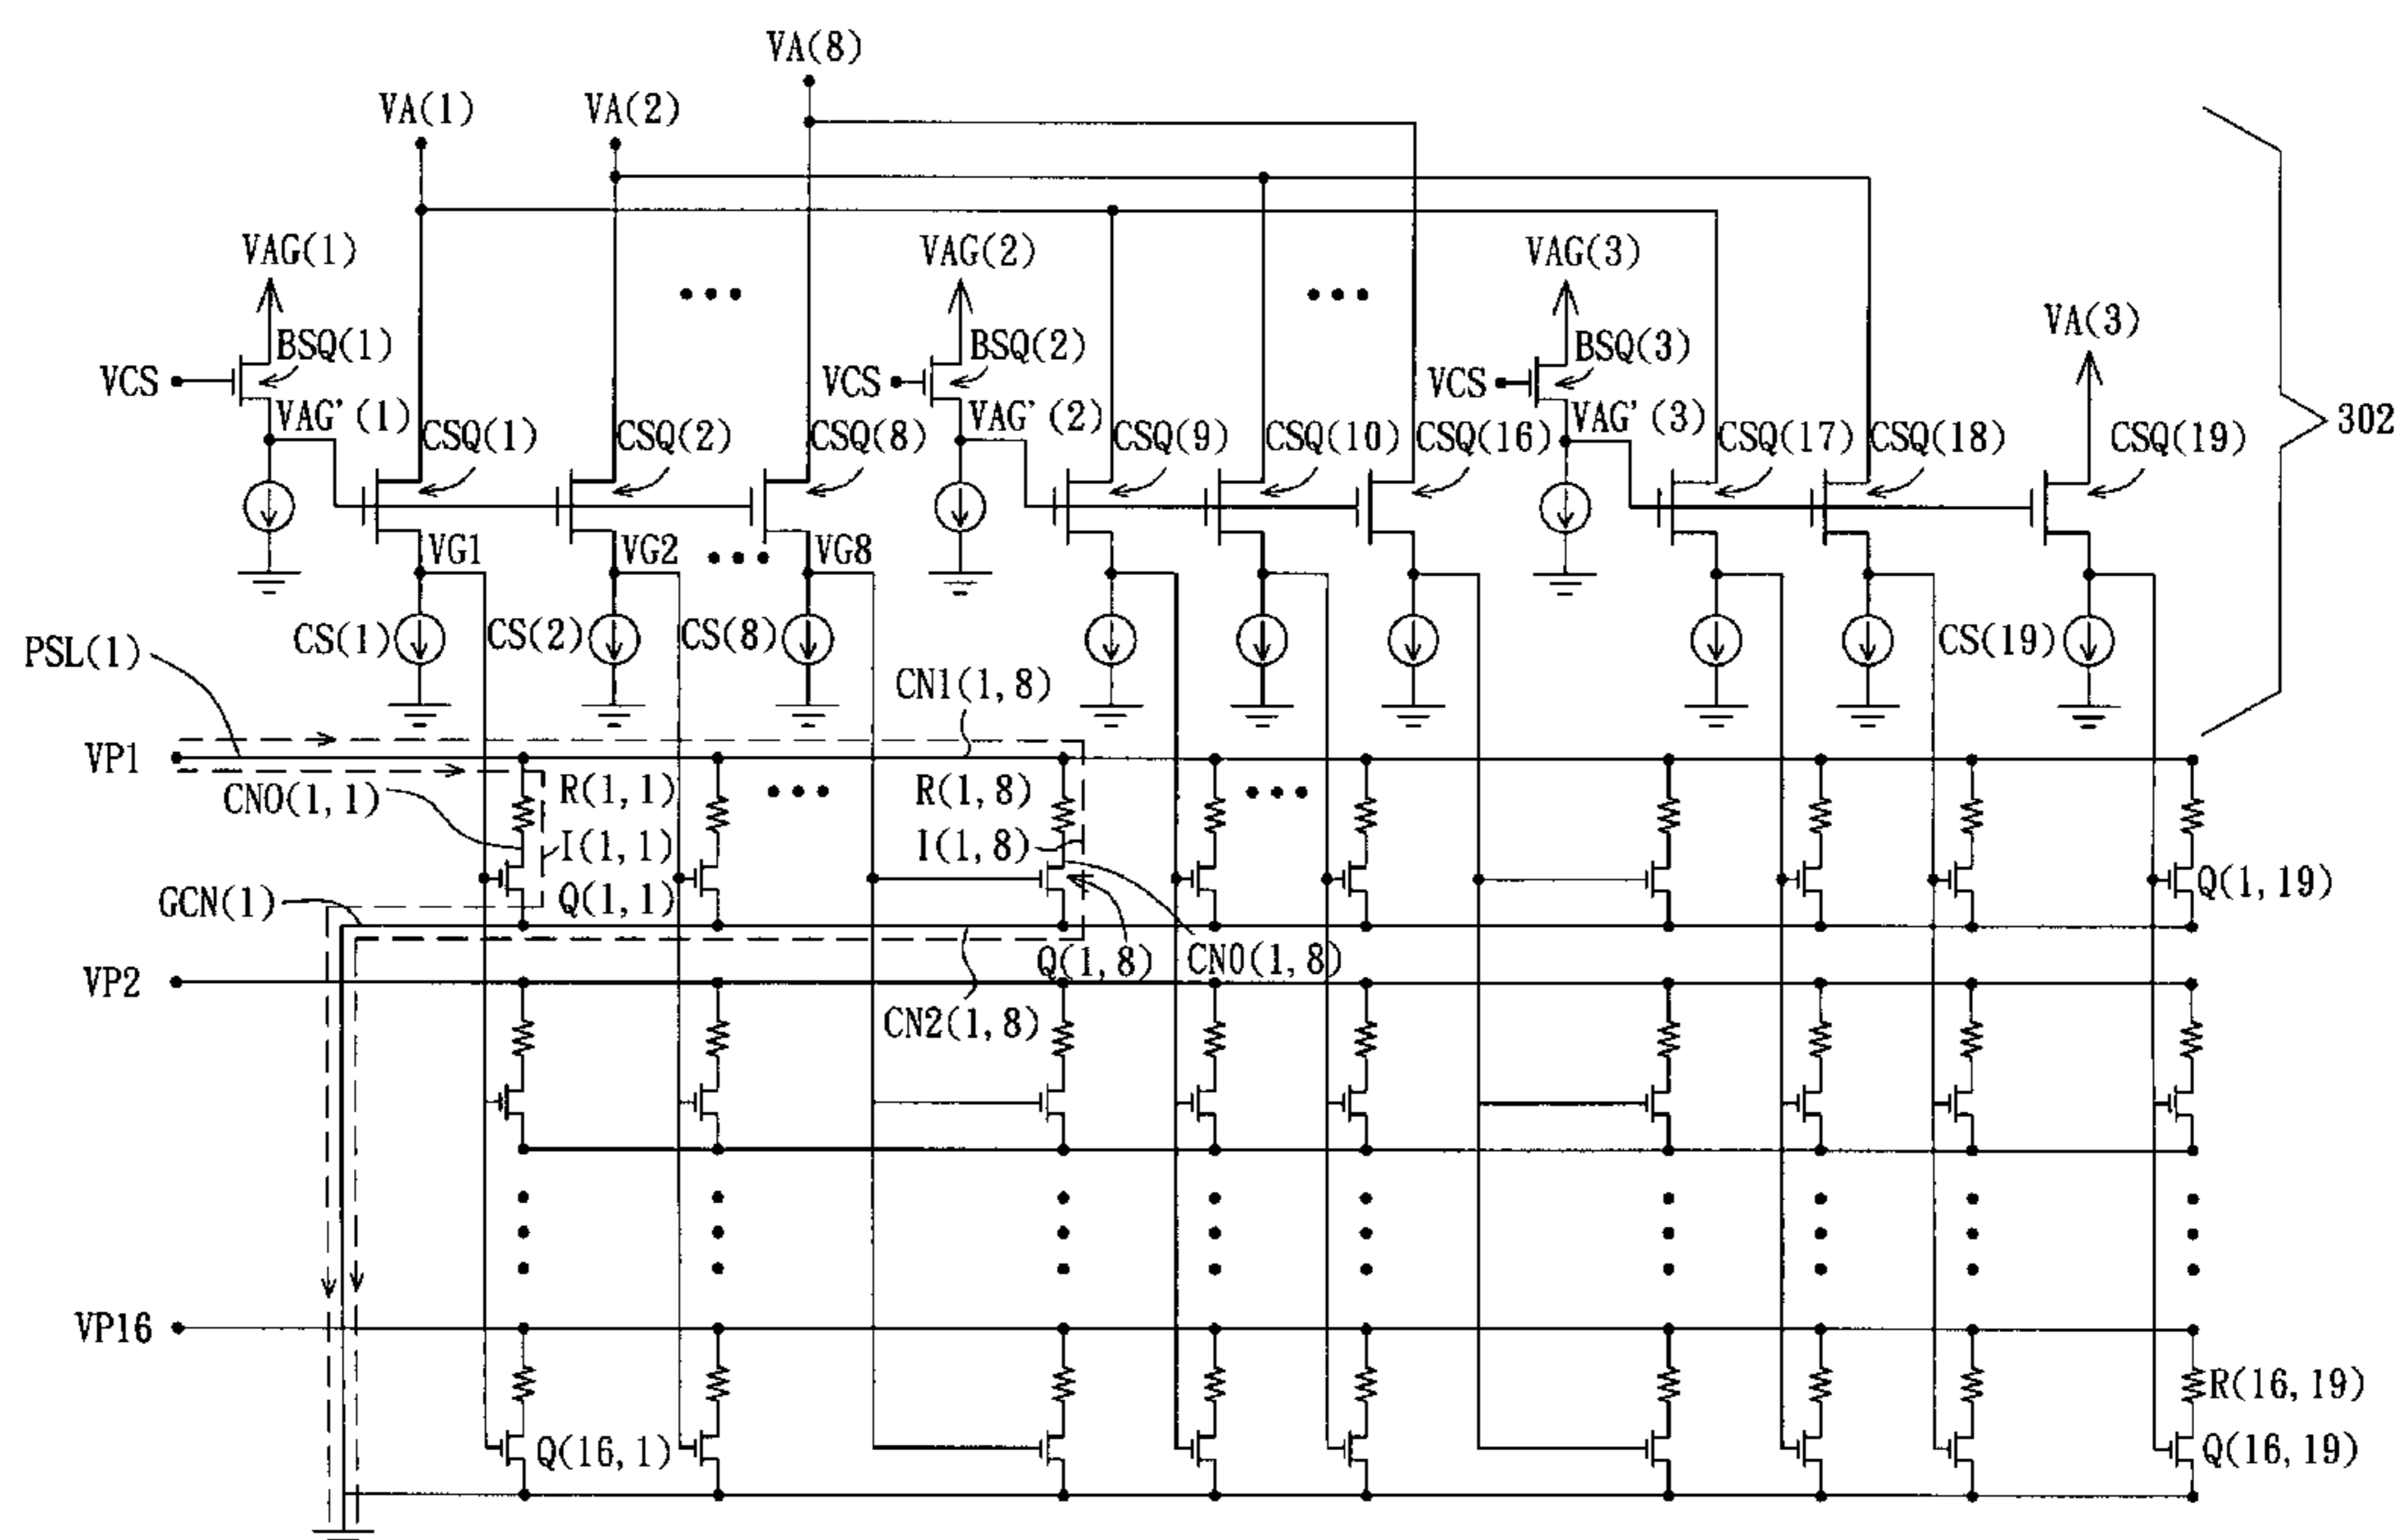 VA(8)
VA(1)
VA(2)
VAG(1)
VAG(2)
VAG(3)
VA(3)
BSQ(1)
BSQ(2)
BSQ(3)
VCS
VCS
VCS
302
VAG'(1)
CSQ(1)
CSQ(2)
CSQ(8)
VAG'(2)
CSQ(9)
CSQ(10)
CSQ(16)
VAG'(3)
CSQ(17)
CSQ(18)
CSQ(19)
VG1
VG2
VG8
PSL(1)
CS(1)
CS(2)
CS(8)
CS(19)
CN1(1,8)
VP1
CN0(1,1)
R(1,1)
R(1,8)
I(1,1)
I(1,8)
GCN(1)
Q(1,1)
Q(1,19)
Q(1,8)
CN0(1,8)
VP2
CN2(1,8)
VP16
R(16,19)
Q(16,1)
Q(16,19)